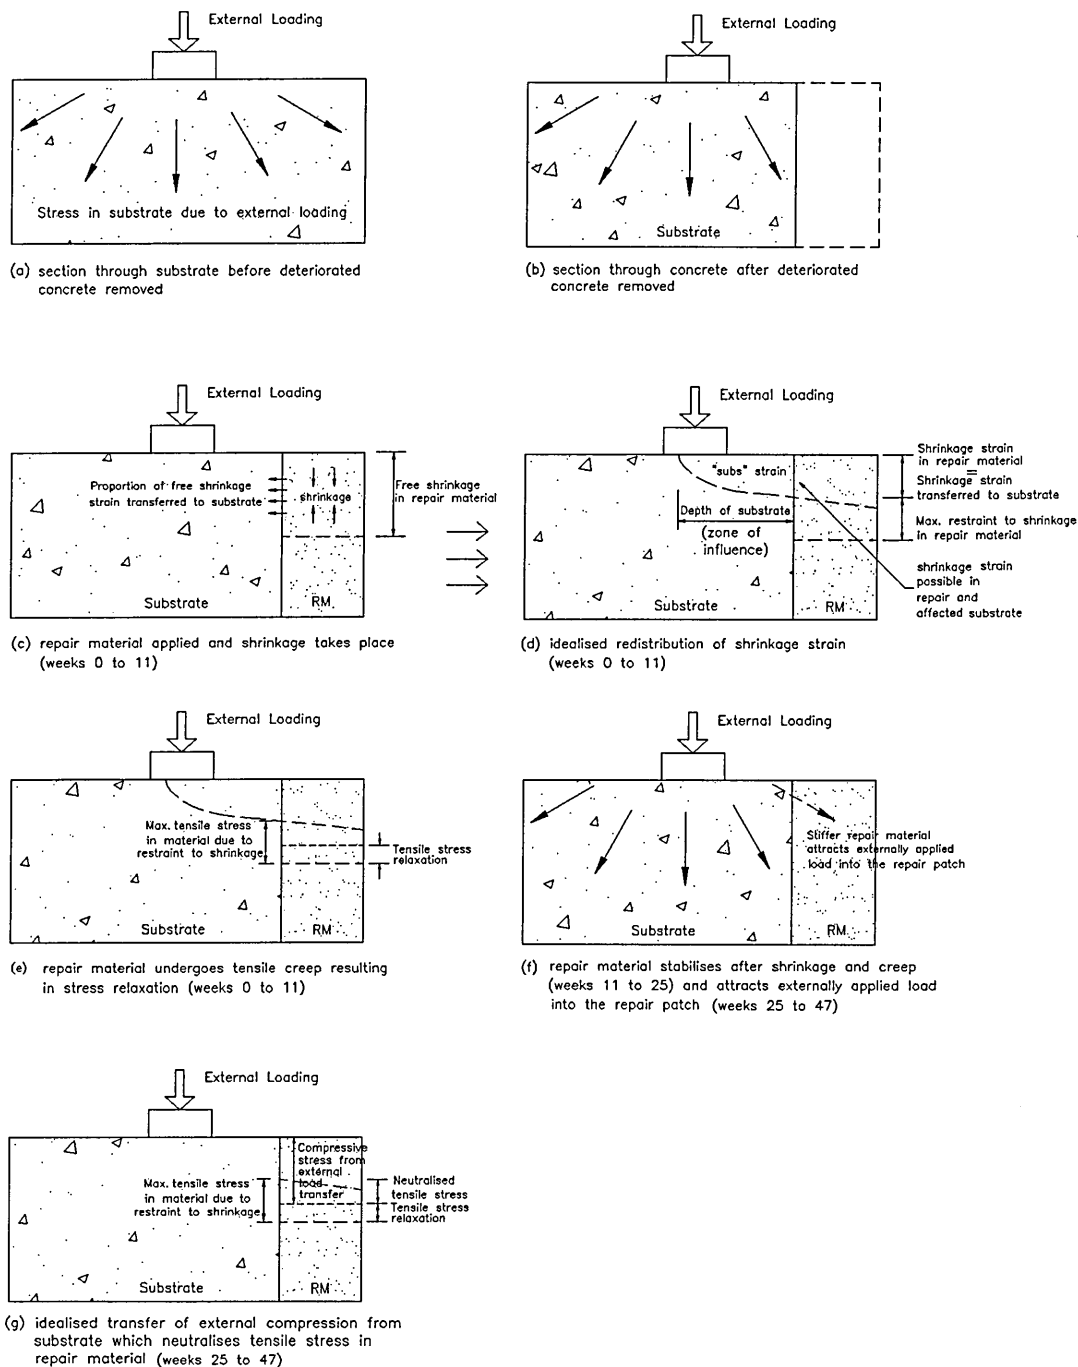 External Loading
Stress in substrate due to external loading
(a) section through substrate before deteriorated
concrete removed
External Loading
Substrate
(b) section through concrete after deteriorated
concrete removed
External Loading
Proportion of free shrinkage
strain transferred to substrate
shrinkage
Free shrinkage
in repair material
Substrate
RM
(c) repair material applied and shrinkage takes place
(weeks 0 to 11)
External Loading
"subs" strain
Depth of substrate
(zone of
influence)
Shrinkage strain
in repair material
=
Shrinkage strain
transferred to substrate
Max. restraint to shrinkage
in repair material
shrinkage strain
possible in
repair and
affected substrate
Substrate
RM
(d) idealised redistribution of shrinkage strain
(weeks 0 to 11)
External Loading
Max. tensile stress
in material due to
restraint to shrinkage
Tensile stress
relaxation
Substrate
RM
(e) repair material undergoes tensile creep resulting
in stress relaxation (weeks 0 to 11)
External Loading
Stiffer repair material
attracts externally applied
load into the repair patch
Substrate
RM
(f) repair material stabilises after shrinkage and creep
(weeks 11 to 25) and attracts externally applied load
into the repair patch (weeks 25 to 47)
External Loading
Compressive
stress from
external
load
transfer
Max. tensile stress
in material due to
restraint to shrinkage
Neutralised
tensile stress
Tensile stress
relaxation
Substrate
RM
(g) idealised transfer of external compression from
substrate which neutralises tensile stress in
repair material (weeks 25 to 47)